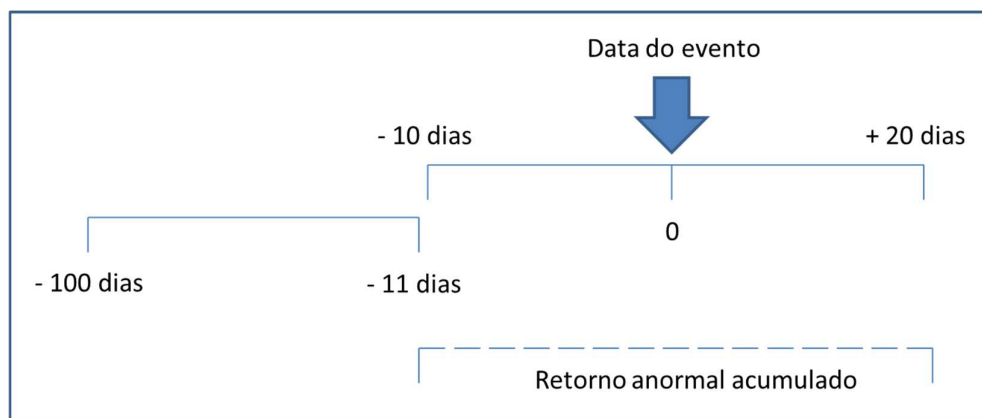 Data do evento
- 10 dias
+ 20 dias
0
- 100 dias
- 11 dias
Retorno anormal acumulado